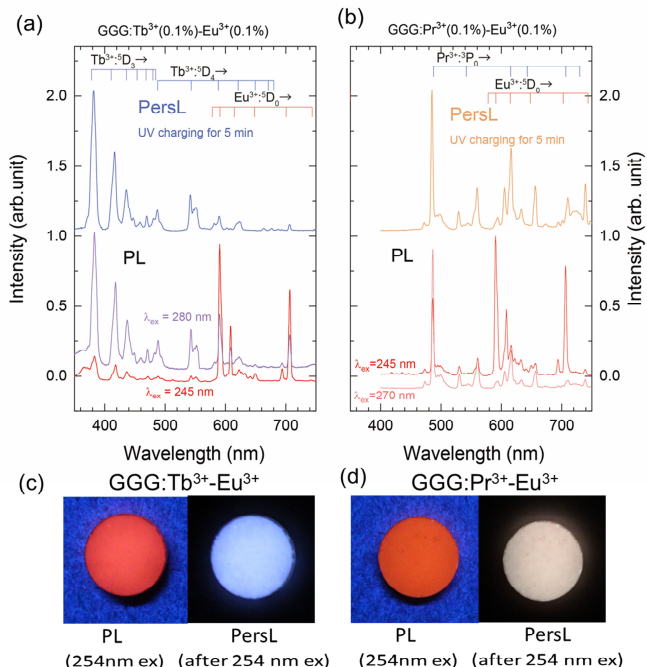 (a)
GGG:Tb³⁺(0.1%)-Eu³⁺(0.1%)
Tb³⁺:⁵D₃→
Tb³⁺:⁵D₄→
Eu³⁺:⁵D₀→
PersL
UV charging for 5 min
PL
λex = 280 nm
λex = 245 nm
Intensity (arb.unit)
2.0
1.5
1.0
0.5
0.0
400 500 600 700
Wavelength (nm)
(b)
GGG:Pr³⁺(0.1%)-Eu³⁺(0.1%)
Pr³⁺:³P₀→
Eu³⁺:⁵D₀→
PersL
UV charging for 5 min
PL
λex=245 nm
λex=270 nm
2.0
1.5
1.0
0.5
0.0
Intensity (arb.unit)
400 500 600 700
Wavelength (nm)
(c)
GGG:Tb³⁺-Eu³⁺
PL PersL
(254nm ex) (after 254 nm ex)
(d)
GGG:Pr³⁺-Eu³⁺
PL PersL
(254nm ex) (after 254 nm ex)